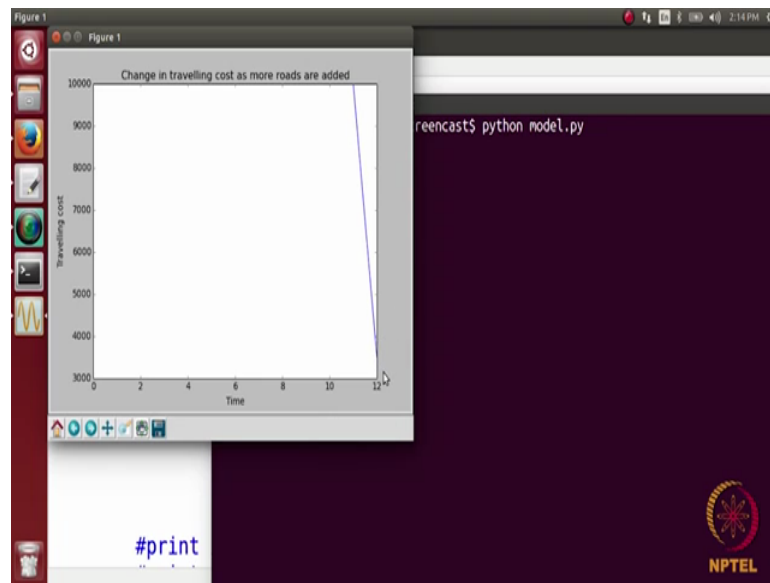 Figure 1
En
2:14 PM
Figure 1
Change in travelling cost as more roads are added
10000
9000
8000
7000
6000
5000
4000
3000
Travelling cost
0 2 4 6 8 10 12
Time
reencast$ python model.py
#print
NPTEL